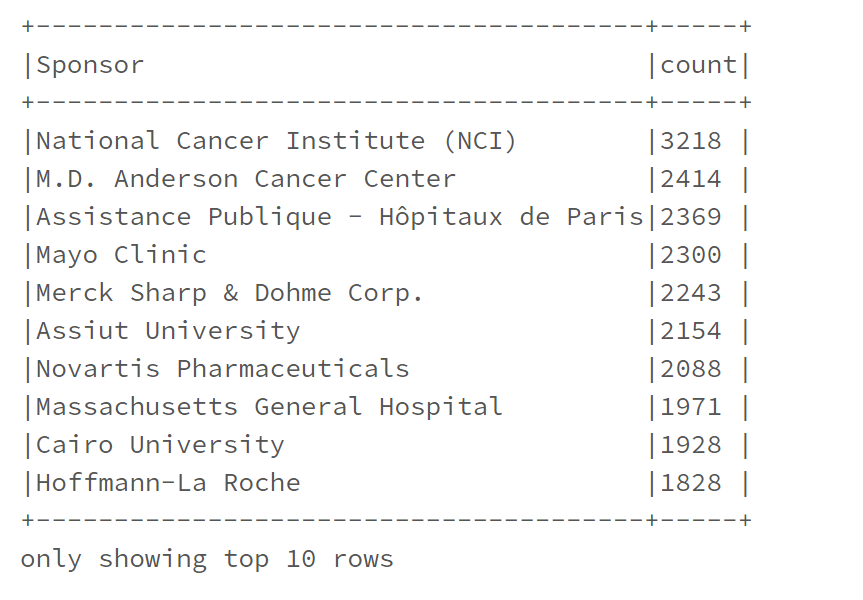 +---------------------------------------+-----+
|Sponsor                                |count|
+---------------------------------------+-----+
|National Cancer Institute (NCI)        |3218 |
|M.D. Anderson Cancer Center            |2414 |
|Assistance Publique - Hôpitaux de Paris|2369 |
|Mayo Clinic                            |2300 |
|Merck Sharp & Dohme Corp.              |2243 |
|Assiut University                      |2154 |
|Novartis Pharmaceuticals               |2088 |
|Massachusetts General Hospital         |1971 |
|Cairo University                       |1928 |
|Hoffmann-La Roche                      |1828 |
+---------------------------------------+-----+
only showing top 10 rows